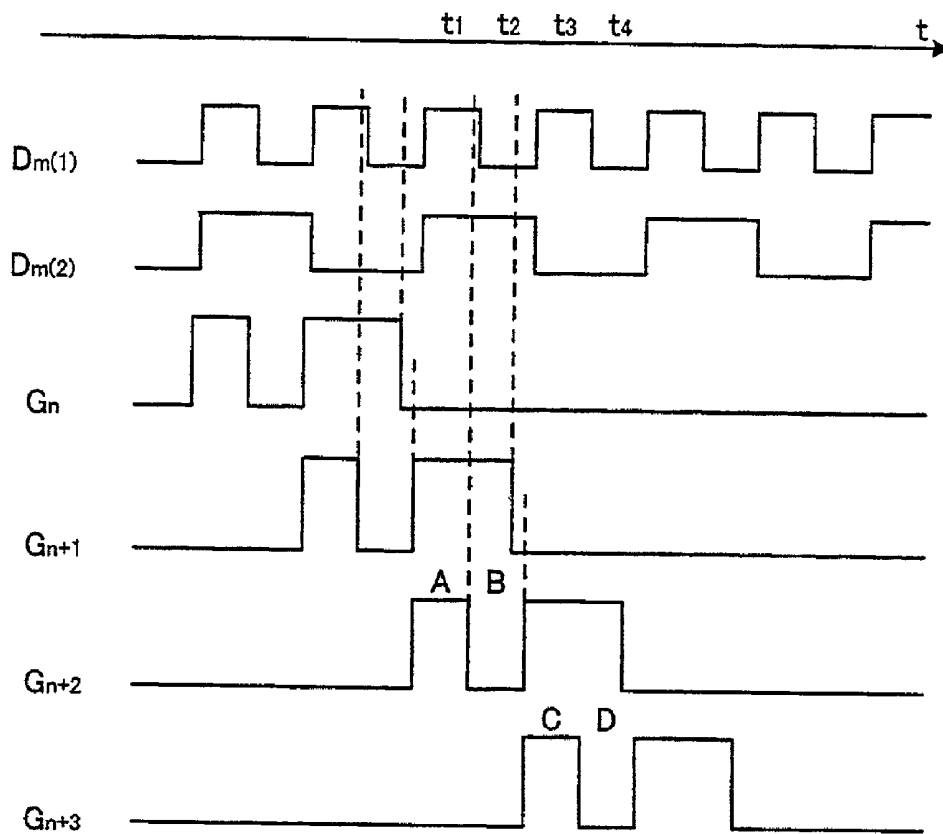 t1 t2 t3 t4 t
Dm(1)
Dm(2)
Gn
Gn+1
A B
Gn+2
C D
Gn+3